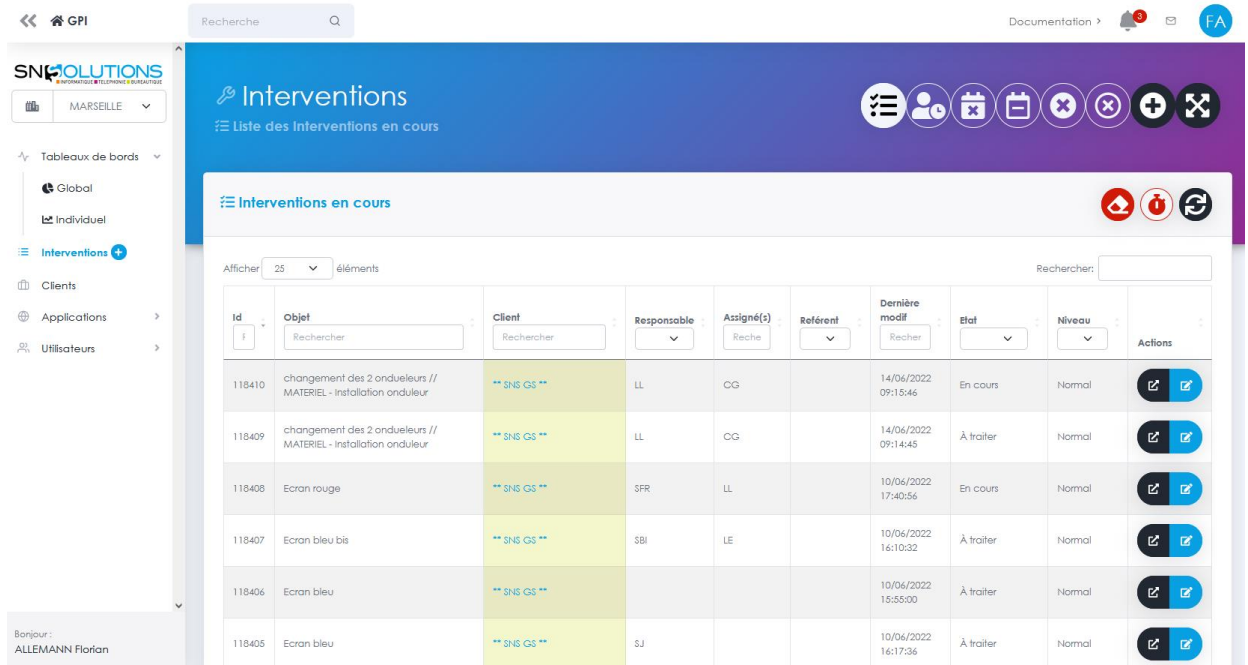 GPI
Recherche
Documentation >
3
FA
SNSOLUTIONS
INFORMATIQUE TELEPHONIE BUREAUTIQUE
MARSEILLE
Tableaux de bords
Global
Individuel
Interventions
Clients
Applications
Utilisateurs
Bonjour :
ALLEMANN Florian
Interventions
Liste des Interventions en cours
Interventions en cours
Afficher 25 éléments
Rechercher:
Id Objet Client Responsable Assigné(s) Reférent Dernière modif Etat Niveau Actions
Rechercher Rechercher Reche Recher
118410 changement des 2 ondueleurs // MATERIEL - Installation onduleur ** SNS GS ** LL CG 14/06/2022 09:15:46 En cours Normal
118409 changement des 2 ondueleurs // MATERIEL - Installation onduleur ** SNS GS ** LL CG 14/06/2022 09:14:45 À traiter Normal
118408 Ecran rouge ** SNS GS ** SFR LL 10/06/2022 17:40:56 En cours Normal
118407 Ecran bleu bis ** SNS GS ** SBI LE 10/06/2022 16:10:32 À traiter Normal
118406 Ecran bleu ** SNS GS ** 10/06/2022 15:55:00 À traiter Normal
118405 Ecran bleu ** SNS GS ** SJ 10/06/2022 16:17:36 À traiter Normal